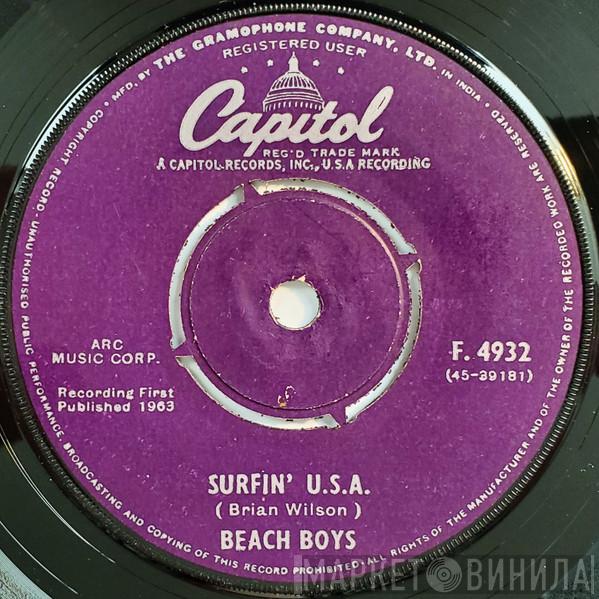 MFD. BY THE GRAMOPHONE COMPANY, LTD. IN INDIA • ALL RIGHTS OF THE MANUFACTURER AND OF THE OWNER OF THE RECORDED WORK ARE RESERVED •
COPYRIGHT RECORD-UNAUTHORISED PUBLIC PERFORMANCE, BROADCASTING AND COPYING OF THIS RECORD PROHIBITED.
REGISTERED USER
Capitol
REG'D TRADE MARK
A CAPITOL RECORDS, INC., U.S.A RECORDING
ARC
MUSIC CORP.
Recording First
Published 1963
F. 4932
(45-39181)
SURFIN' U.S.A.
( Brian Wilson )
BEACH BOYS
МАРКЕТ ВИНИЛА!